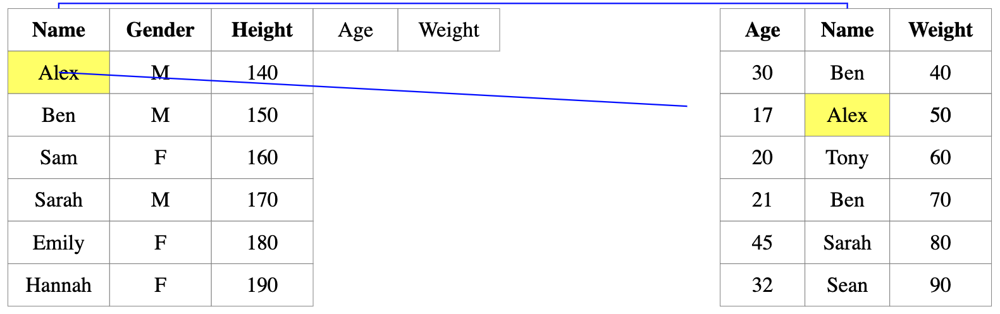 Name Gender Height Age Weight Age Name Weight
Alex M 140 30 Ben 40
Ben M 150 17 Alex 50
Sam F 160 20 Tony 60
Sarah M 170 21 Ben 70
Emily F 180 45 Sarah 80
Hannah F 190 32 Sean 90